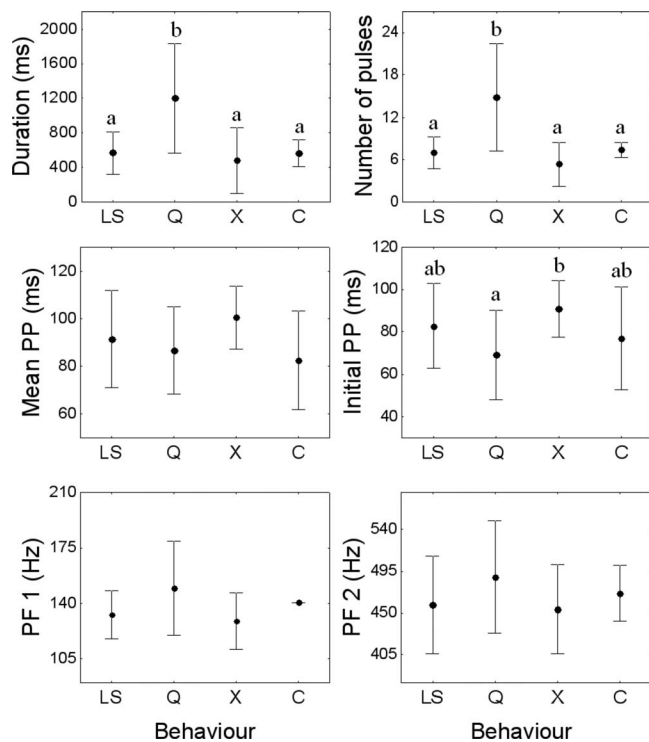 Duration (ms)
2000
1600
1200
800
400
0
a
b
a
a
LS Q X C
Number of pulses
24
18
12
6
0
a
b
a
a
LS Q X C
Mean PP (ms)
120
100
80
60
LS Q X C
Initial PP (ms)
120
100
80
60
40
ab
a
b
ab
LS Q X C
PF 1 (Hz)
210
175
140
105
LS Q X C
Behaviour
PF 2 (Hz)
540
495
450
405
LS Q X C
Behaviour